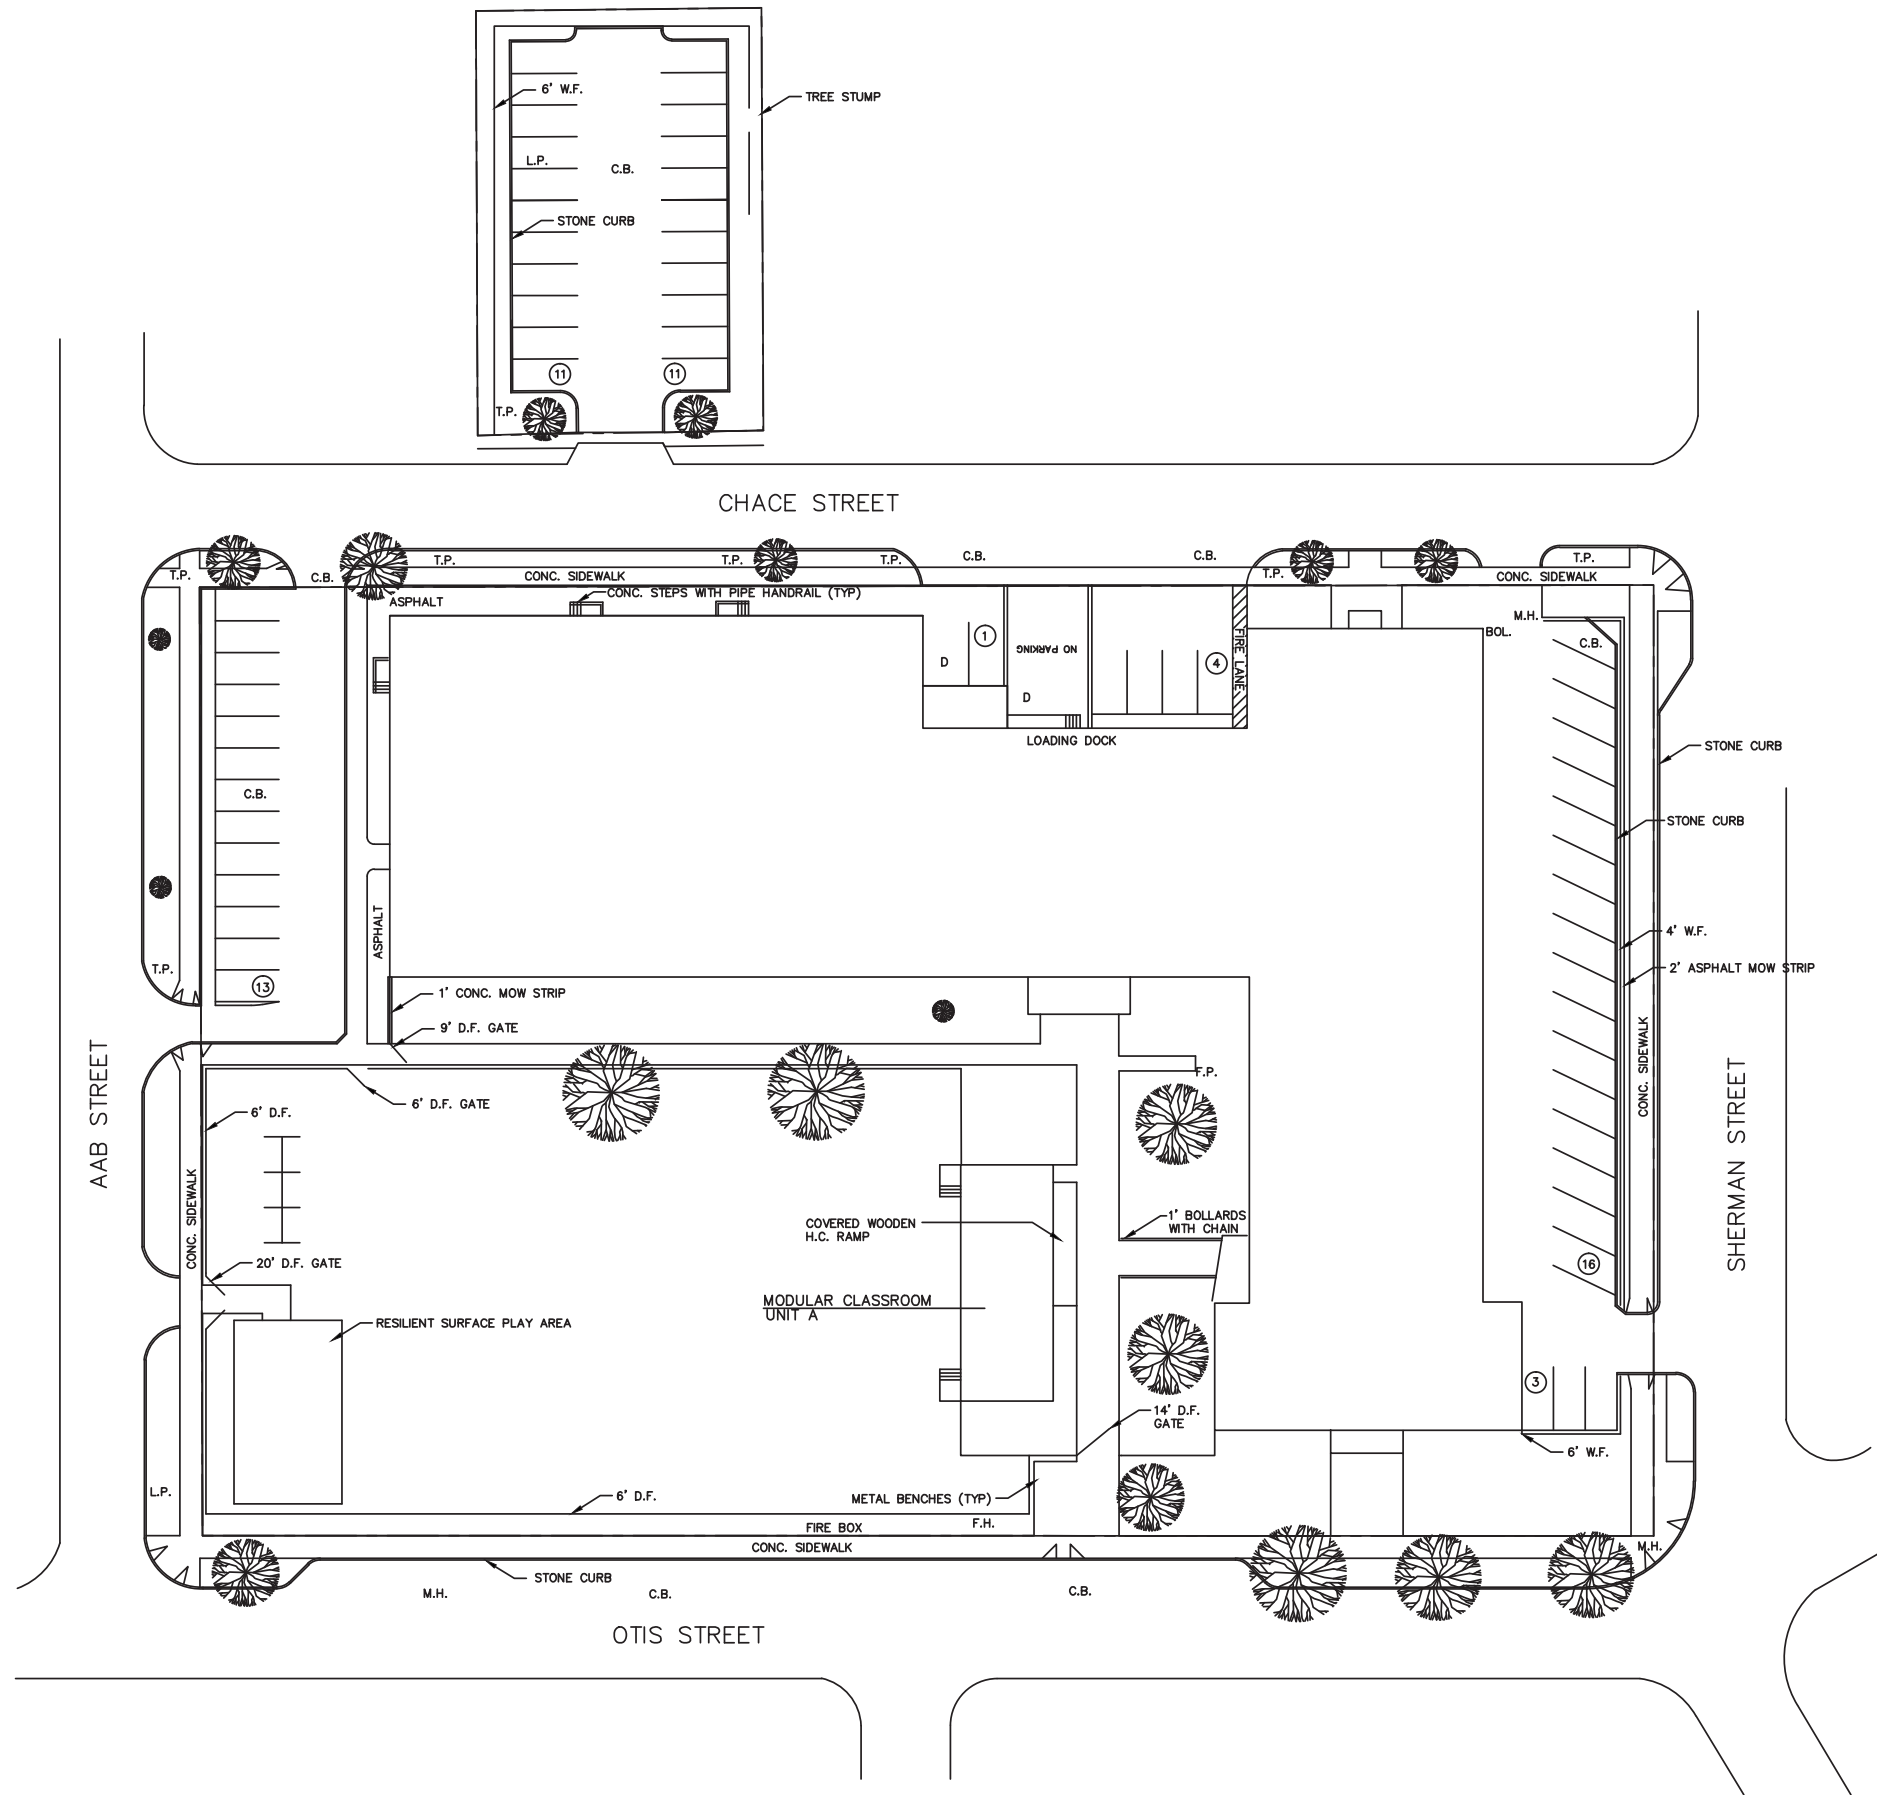 6' W.F.
TREE STUMP
L.P.
C.B.
STONE CURB
11
11
T.P.
CHACE STREET
T.P.
C.B.
T.P.
T.P.
T.P.
C.B.
C.B.
T.P.
T.P.
CONC. SIDEWALK
CONC. SIDEWALK
ASPHALT
CONC. STEPS WITH PIPE HANDRAIL (TYP)
M.H.
BOL.
C.B.
1
NO PARKING
D
D
4
FIRE LANE
LOADING DOCK
STONE CURB
C.B.
STONE CURB
ASPHALT
4' W.F.
2' ASPHALT MOW STRIP
T.P.
13
1' CONC. MOW STRIP
9' D.F. GATE
CONC. SIDEWALK
AAB STREET
SHERMAN STREET
F.P.
6' D.F. GATE
6' D.F.
CONC. SIDEWALK
COVERED WOODEN
H.C. RAMP
1' BOLLARDS
WITH CHAIN
20' D.F. GATE
16
MODULAR CLASSROOM
UNIT A
RESILIENT SURFACE PLAY AREA
3
14' D.F.
GATE
6' W.F.
L.P.
6' D.F.
METAL BENCHES (TYP)
FIRE BOX
F.H.
CONC. SIDEWALK
M.H.
STONE CURB
M.H.
C.B.
C.B.
OTIS STREET